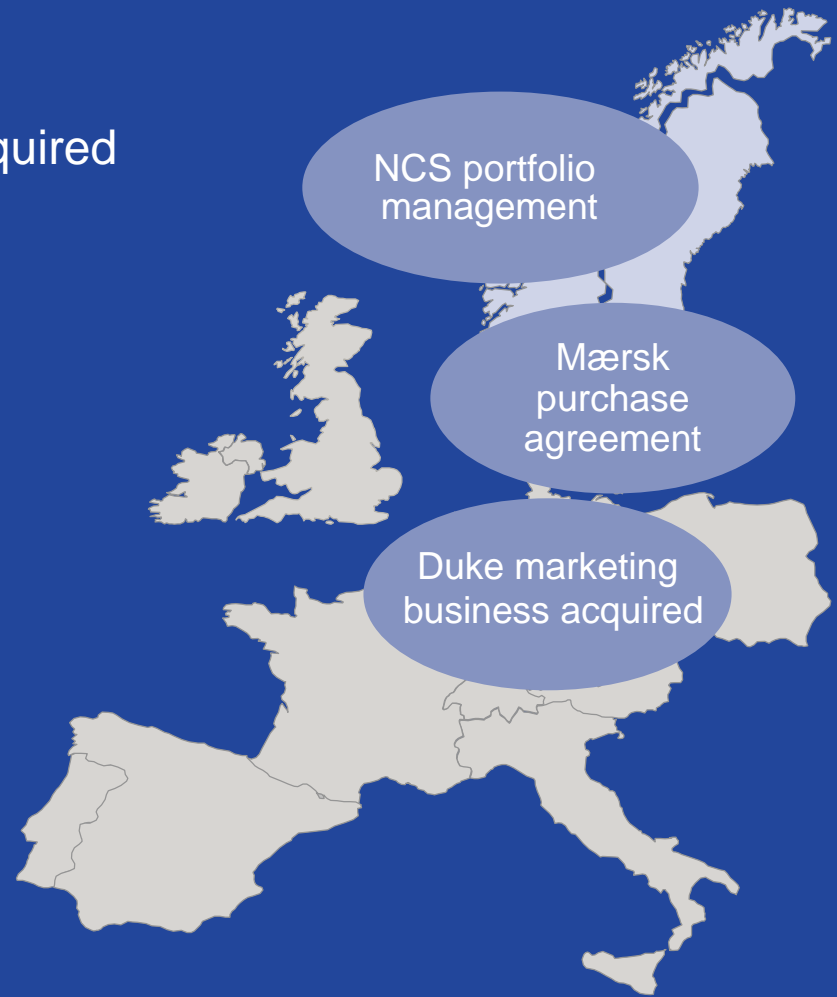 quired
NCS portfolio
management
Mærsk
purchase
agreement
Duke marketing
business acquired